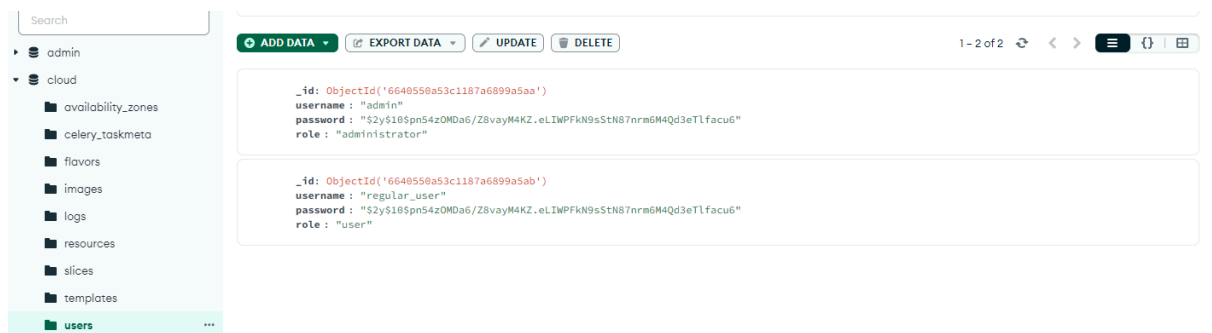 Search
admin
cloud
availability_zones
celery_taskmeta
flavors
images
logs
resources
slices
templates
users
ADD DATA
EXPORT DATA
UPDATE
DELETE
1 – 2 of 2
{}
_id: ObjectId('6640550a53c1187a6899a5aa')
username : "admin"
password : "$2y$10$pn54zOMDa6/Z8vayM4KZ.eLIWPFkN9sStN87nrm6M4Qd3eTlfacu6"
role : "administrator"
_id: ObjectId('6640550a53c1187a6899a5ab')
username : "regular_user"
password : "$2y$10$pn54zOMDa6/Z8vayM4KZ.eLIWPFkN9sStN87nrm6M4Qd3eTlfacu6"
role : "user"